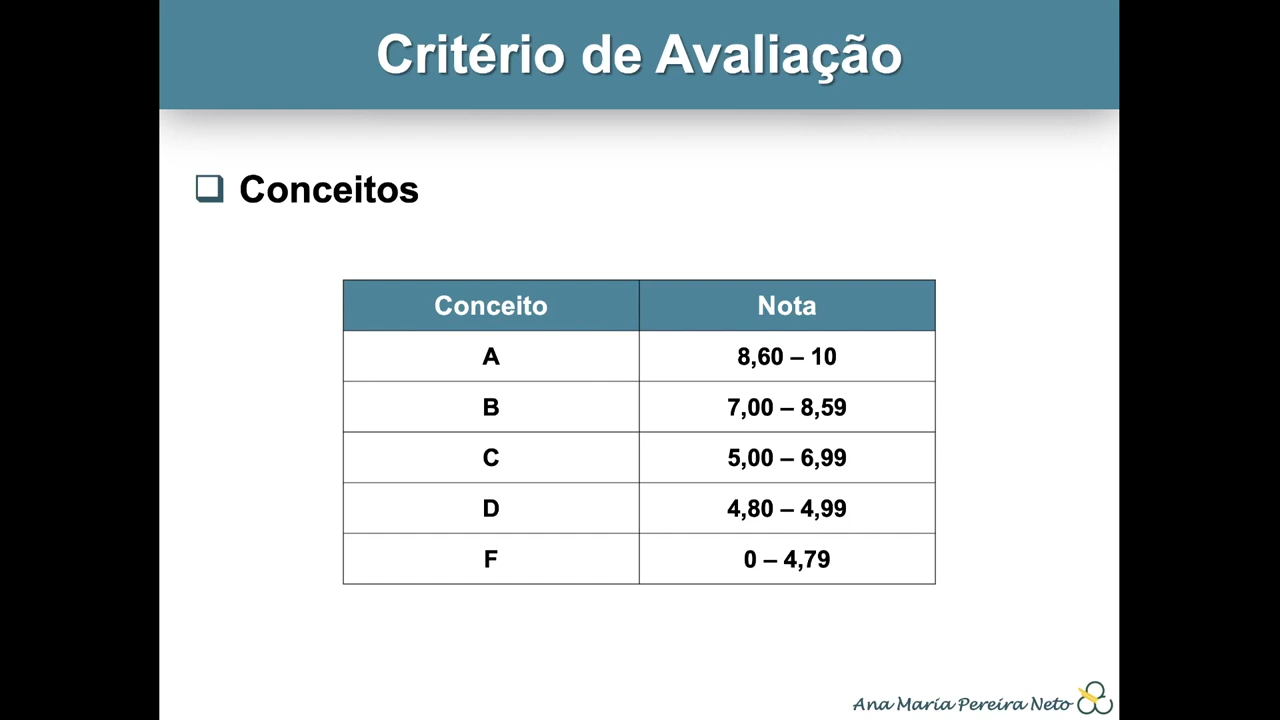 Critério de Avaliação
Conceitos
Conceito Nota
A 8,60 – 10
B 7,00 – 8,59
C 5,00 – 6,99
D 4,80 – 4,99
F 0 – 4,79
Ana Maria Pereira Neto